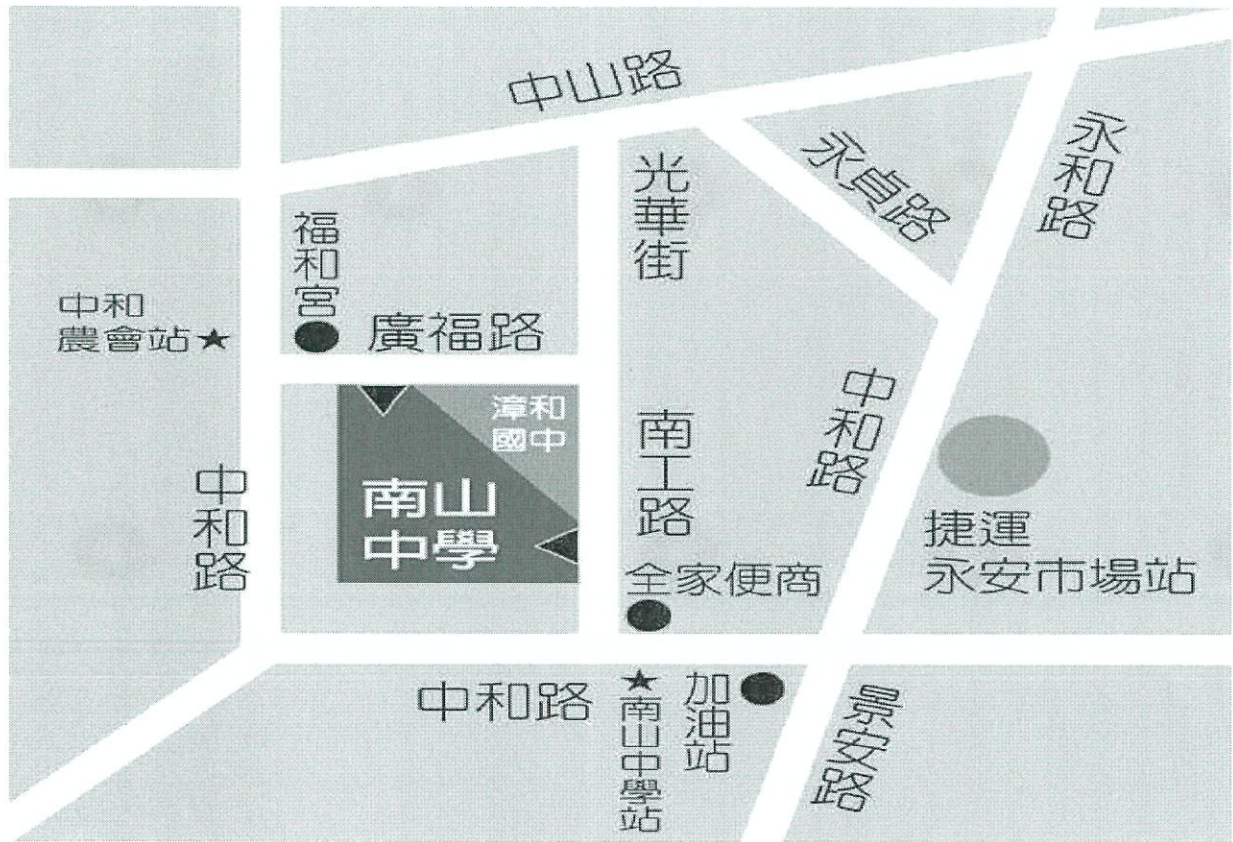 中山路
永和路
永貞路
光華街
福和宮
中和
農會站★
廣福路
漳和
國中
南山
中學
中和路
南工路
中和路
捷運
永安市場站
全家便商
中和路
★南山中學站
加油站
景安路